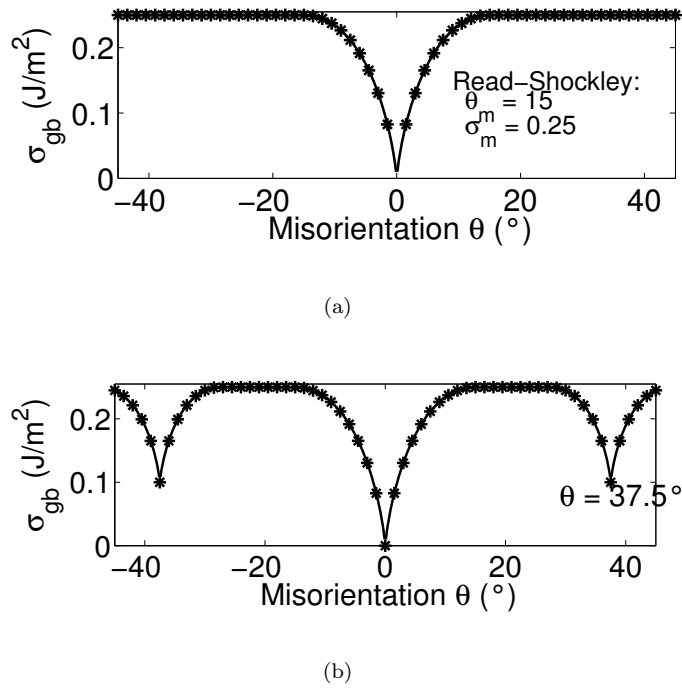 0.2
0.1
0
σgb (J/m²)
Read−Shockley:
θm = 15
σm = 0.25
−40 −20 0 20 40
Misorientation θ (°)
(a)
0.2
0.1
0
σgb (J/m²)
θ = 37.5°
−40 −20 0 20 40
Misorientation θ (°)
(b)